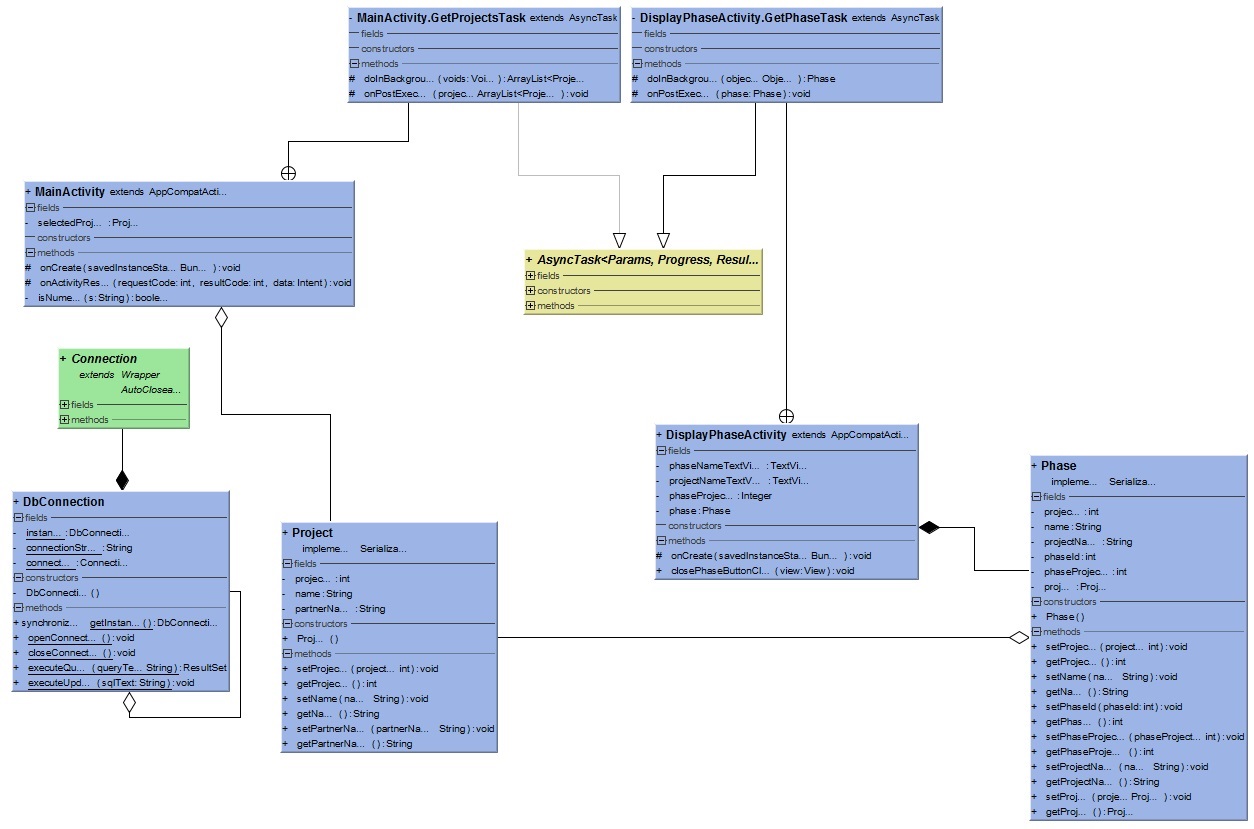 - MainActivity.GetProjectsTask extends AsyncTask
fields
constructors
methods
# doInBackgrou... (voids: Voi... ): ArrayList<Proje...
# onPostExec... (projec... ArrayList<Proje... ): void
- DisplayPhaseActivity.GetPhaseTask extends AsyncTask
fields
constructors
methods
# doInBackgrou... (objec... Obje... ): Phase
# onPostExec... (phase: Phase): void
+ MainActivity extends AppCompatActi...
fields
- selectedProj... : Proj...
constructors
methods
# onCreate (savedInstanceSta... Bun... ): void
# onActivityRes... (requestCode: int, resultCode: int, data: Intent): void
- isNume... (s: String): boole...
+ AsyncTask<Params, Progress, Resul...
fields
constructors
methods
+ Connection
extends Wrapper
AutoClosea...
fields
methods
+ DisplayPhaseActivity extends AppCompatActi...
fields
- phaseNameTextVi... : TextVi...
- projectNameTextV... : TextVi...
- phaseProjec... : Integer
- phase: Phase
constructors
methods
# onCreate (savedInstanceSta... Bun... ): void
+ closePhaseButtonCl... (view: View): void
+ DbConnection
fields
- instan... : DbConnecti...
- connectionStr... : String
- connect... : Connecti...
constructors
- DbConnecti... ()
methods
+ synchroniz... getInstan... (): DbConnecti...
+ openConnect... (): void
+ closeConnect... (): void
+ executeQu... (queryTe... String): ResultSet
+ executeUpd... (sqlText: String): void
+ Project
impleme... Serializa...
fields
- projec... : int
- name: String
- partnerNa... : String
constructors
+ Proj... ()
methods
+ setProjec... (project... int): void
+ getProjec... (): int
+ setName (na... String): void
+ getNa... (): String
+ setPartnerNa... (partnerNa... String): void
+ getPartnerNa... (): String
+ Phase
impleme... Serializa...
fields
- projec... : int
- name: String
- projectNa... : String
- phaseId: int
- phaseProjec... : int
- proj... : Proj...
constructors
+ Phase ()
methods
+ setProjec... (project... int): void
+ getProjec... (): int
+ setName (na... String): void
+ getNa... (): String
+ setPhaseId (phaseId: int): void
+ getPhas... (): int
+ setPhaseProjec... (phaseProject... int): void
+ getPhaseProje... (): int
+ setProjectNa... (na... String): void
+ getProjectNa... (): String
+ setProj... (proje... Proj... ): void
+ getProj... (): Proj...